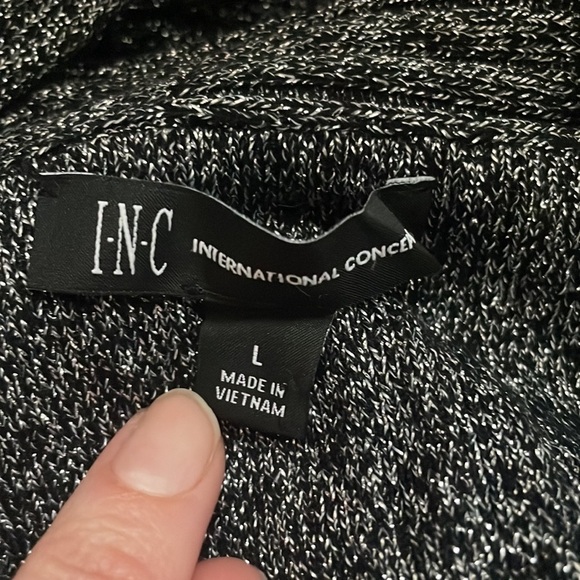 I·N·C INTERNATIONAL CONCE
L
MADE IN
VIETNAM